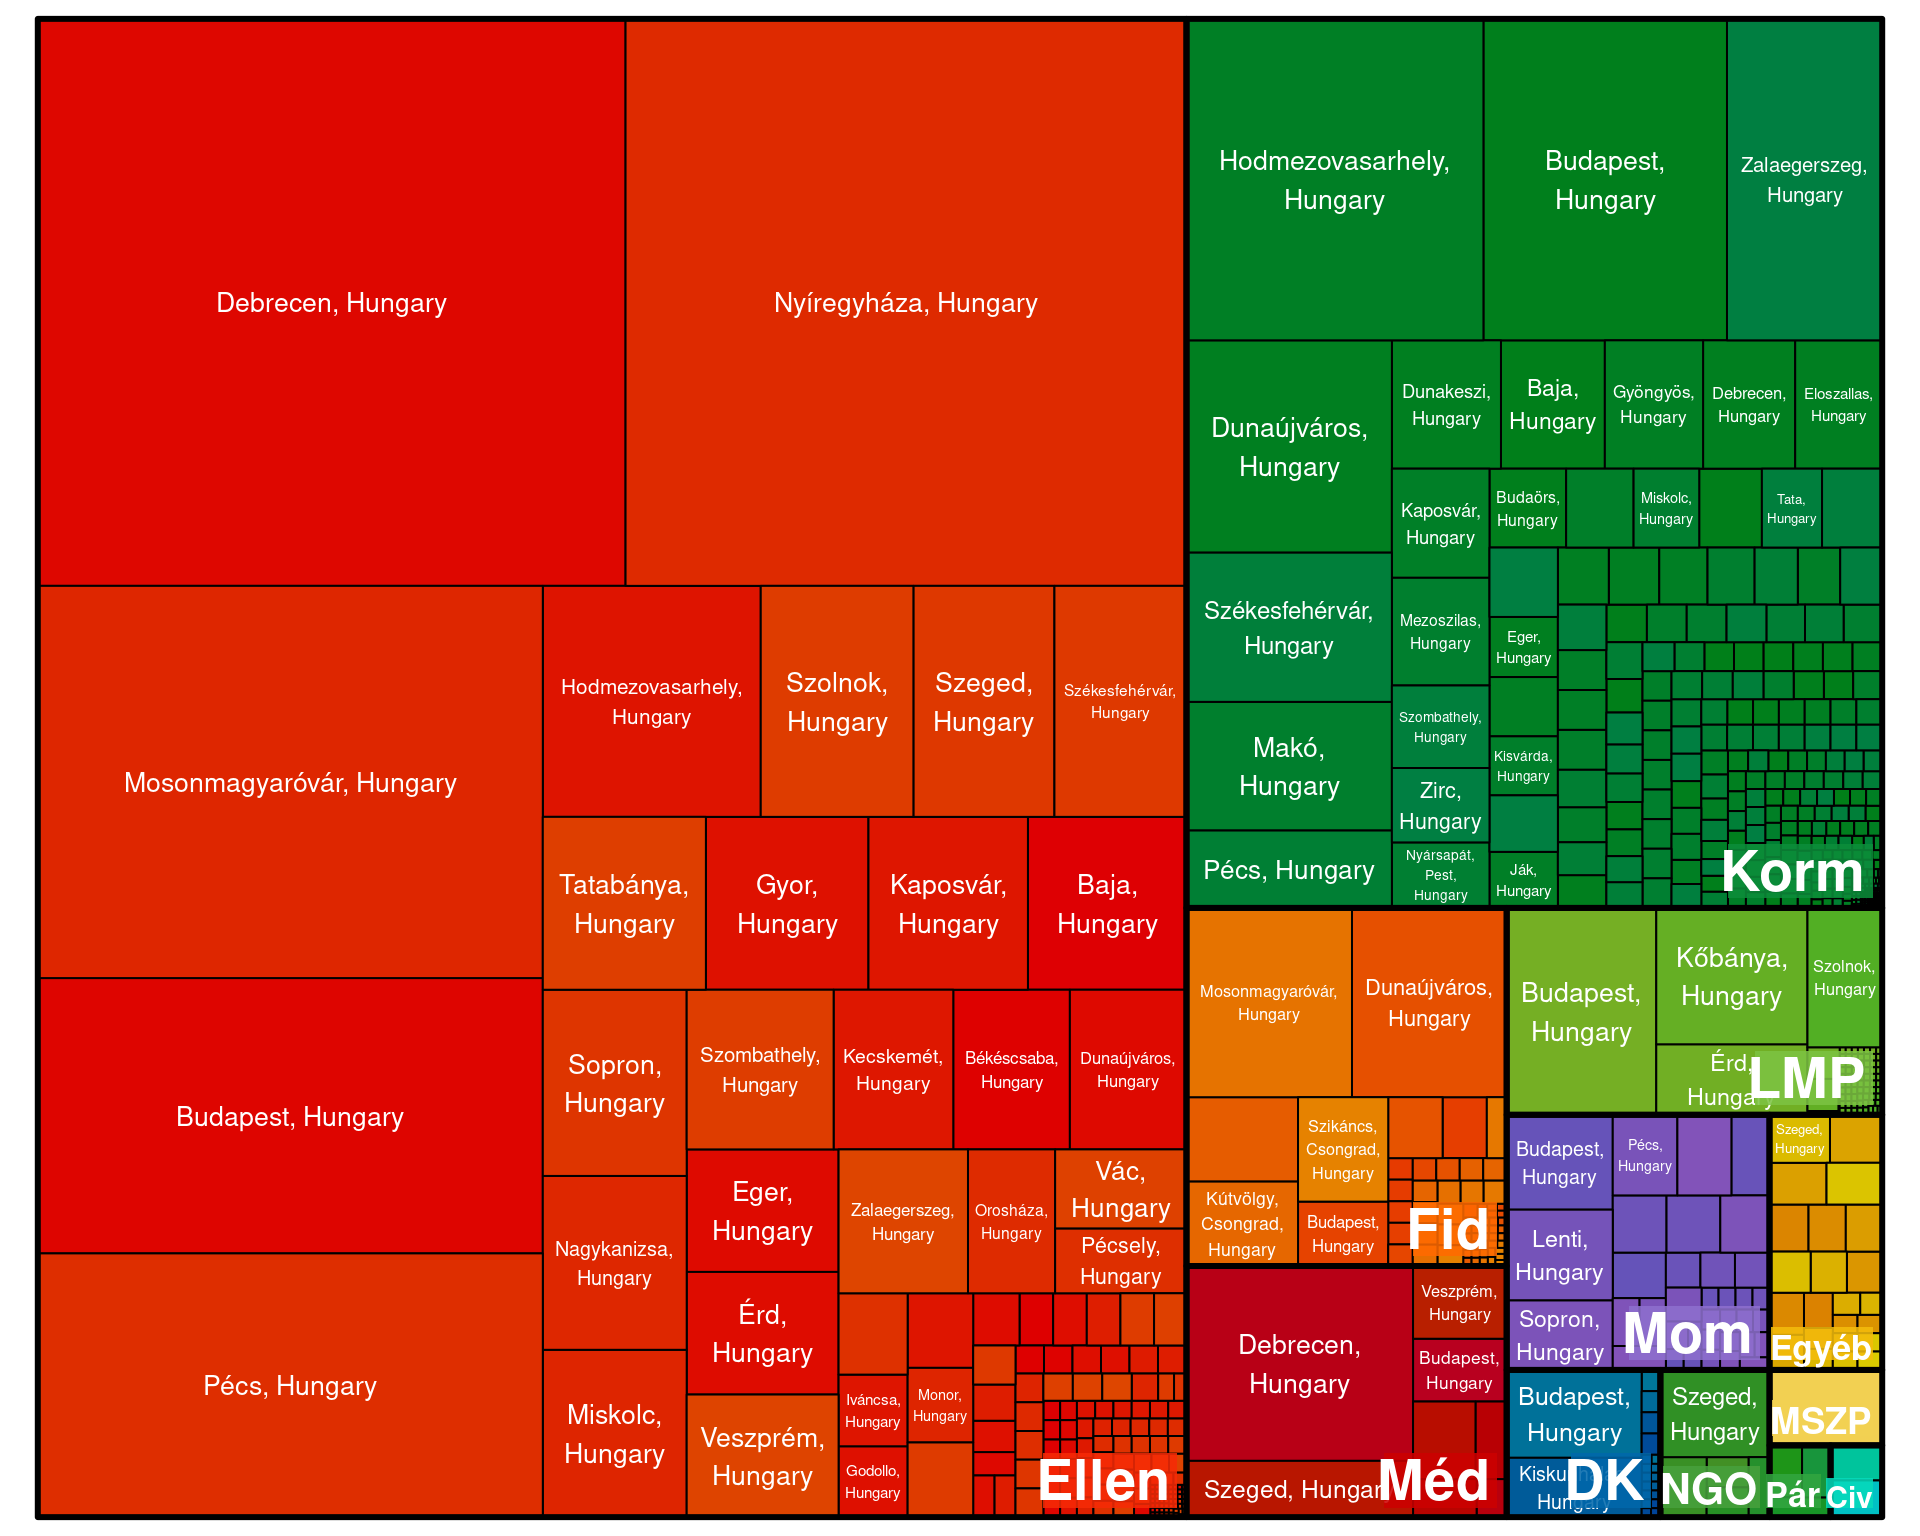 Debrecen, Hungary
Nyíregyháza, Hungary
Mosonmagyaróvár, Hungary
Budapest, Hungary
Pécs, Hungary
Hodmezovasarhely,
Hungary
Szolnok,
Hungary
Szeged,
Hungary
Székesfehérvár,
Hungary
Tatabánya,
Hungary
Gyor,
Hungary
Kaposvár,
Hungary
Baja,
Hungary
Sopron,
Hungary
Szombathely,
Hungary
Kecskemét,
Hungary
Békéscsaba,
Hungary
Dunaújváros,
Hungary
Nagykanizsa,
Hungary
Miskolc,
Hungary
Eger,
Hungary
Érd,
Hungary
Veszprém,
Hungary
Zalaegerszeg,
Hungary
Orosháza,
Hungary
Vác,
Hungary
Pécsely,
Hungary
Iváncsa,
Hungary
Monor,
Hungary
Godollo,
Hungary
Ellen
Hodmezovasarhely,
Hungary
Budapest,
Hungary
Zalaegerszeg,
Hungary
Dunaújváros,
Hungary
Dunakeszi,
Hungary
Baja,
Hungary
Gyöngyös,
Hungary
Debrecen,
Hungary
Eloszallas,
Hungary
Kaposvár,
Hungary
Budaörs,
Hungary
Miskolc,
Hungary
Tata,
Hungary
Székesfehérvár,
Hungary
Mezoszilas,
Hungary
Eger,
Hungary
Szombathely,
Hungary
Kisvárda,
Hungary
Makó,
Hungary
Zirc,
Hungary
Pécs, Hungary
Nyársapát,
Pest,
Hungary
Ják,
Hungary
Korm
Mosonmagyaróvár,
Hungary
Dunaújváros,
Hungary
Szikáncs,
Csongrad,
Hungary
Kútvölgy,
Csongrad,
Hungary
Budapest,
Hungary
Fid
Budapest,
Hungary
Kőbánya,
Hungary
Szolnok,
Hungary
Érd,
Hungary
LMP
Debrecen,
Hungary
Veszprém,
Hungary
Budapest,
Hungary
Szeged, Hungary
Méd
Budapest,
Hungary
Pécs,
Hungary
Lenti,
Hungary
Sopron,
Hungary
Mom
Szeged,
Hungary
Egyéb
Budapest,
Hungary
Hungary
DK
Szeged,
Hungary
NGO
MSZP
Pár
Civ